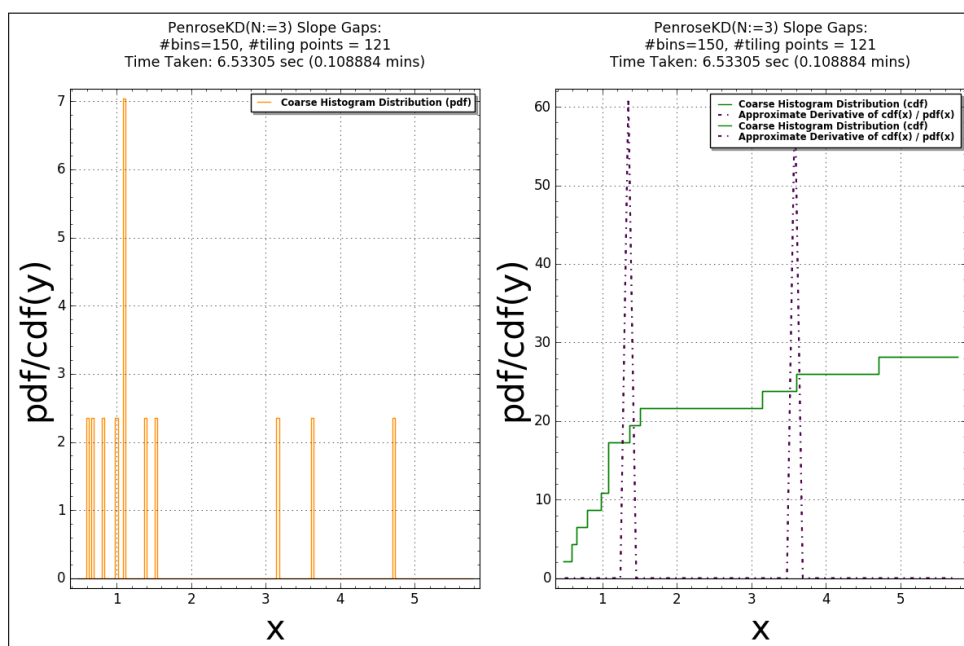 PenroseKD(N:=3) Slope Gaps:
#bins=150, #tiling points = 121
Time Taken: 6.53305 sec (0.108884 mins)
Coarse Histogram Distribution (pdf)
pdf/cdf(y)
7
6
5
4
3
2
1
0
1
2
3
4
5
x
PenroseKD(N:=3) Slope Gaps:
#bins=150, #tiling points = 121
Time Taken: 6.53305 sec (0.108884 mins)
Coarse Histogram Distribution (cdf)
Approximate Derivative of cdf(x) / pdf(x)
Coarse Histogram Distribution (cdf)
Approximate Derivative of cdf(x) / pdf(x)
pdf/cdf(y)
60
50
40
30
20
10
0
1
2
3
4
5
x